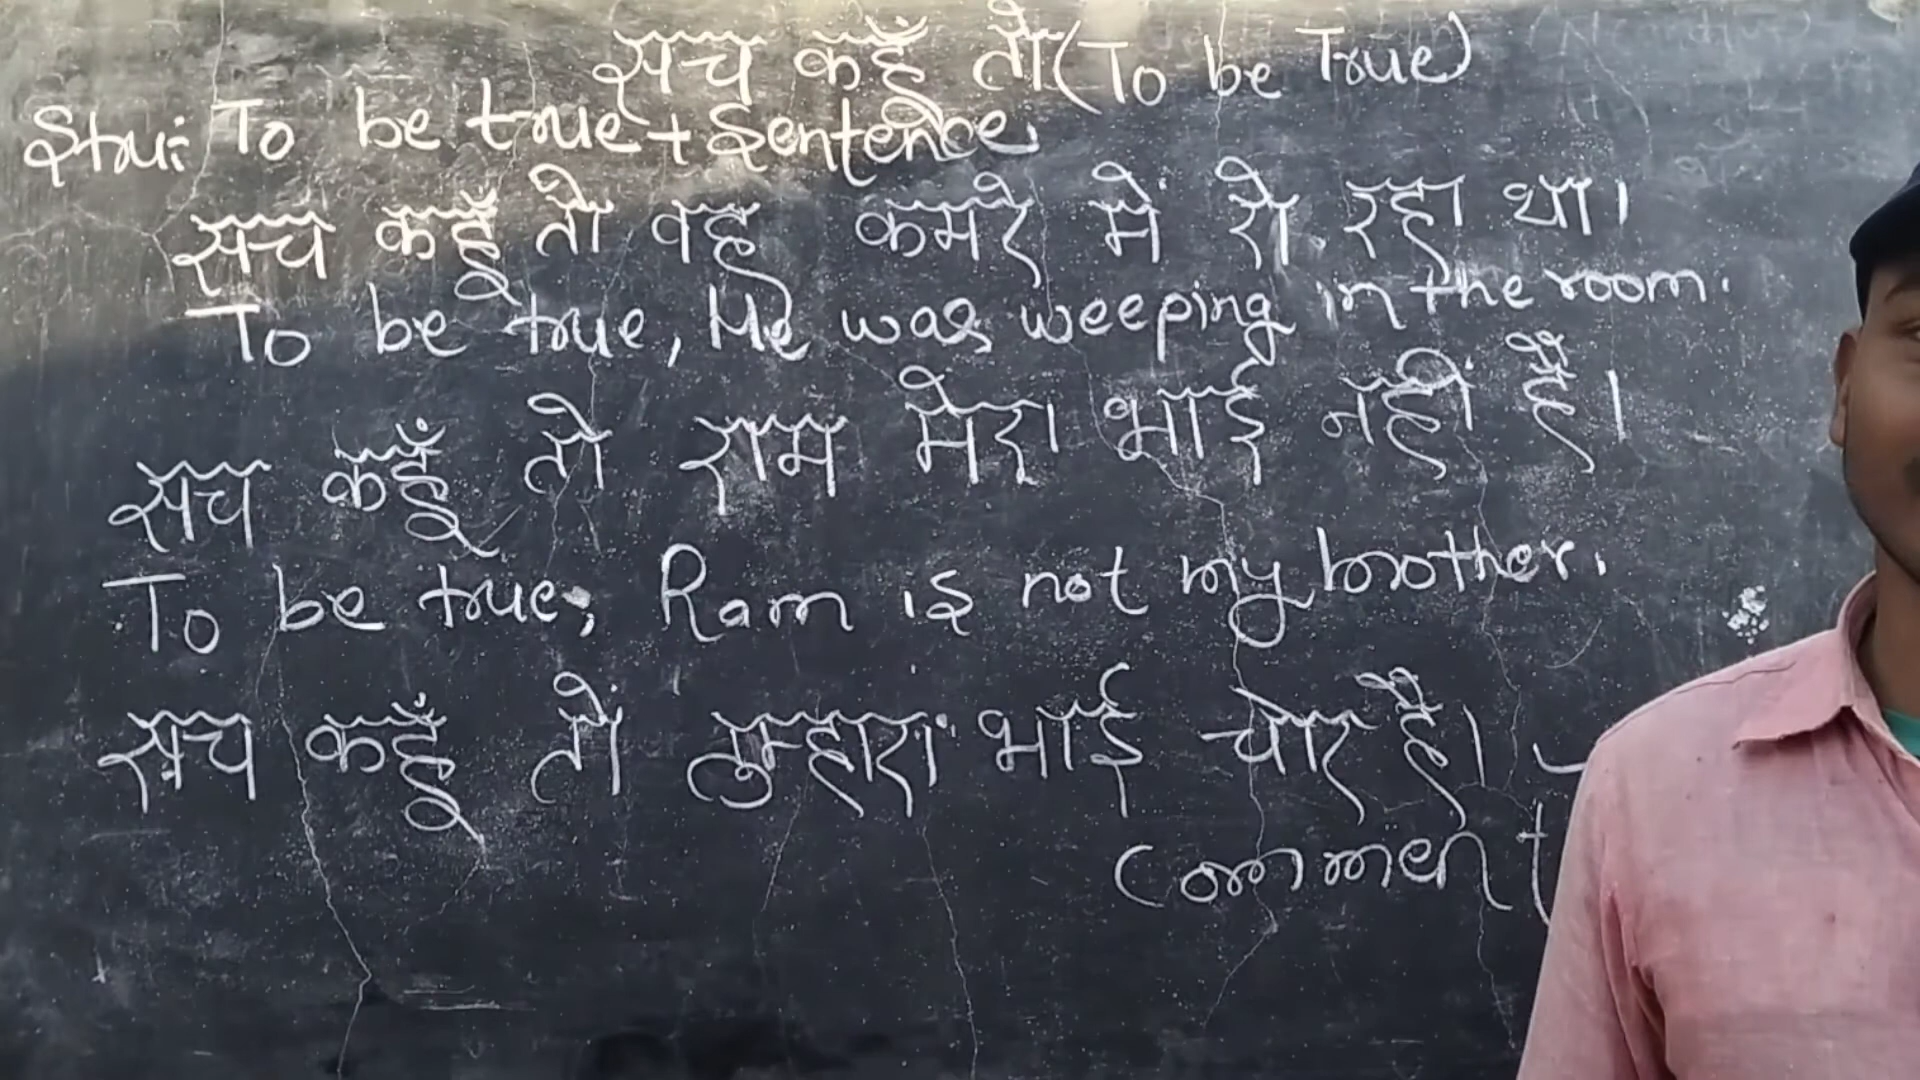 सच कहूँ तो (To be True)
Stru: To be true + Sentence.
सच कहूँ तो वह कमरे में रो रहा था।
To be true, He was weeping in the room.
सच कहूँ तो राम मेरा भाई नहीं है।
To be true, Ram is not my brother.
सच कहूँ तो तुम्हारा भाई चोर है।
Comment